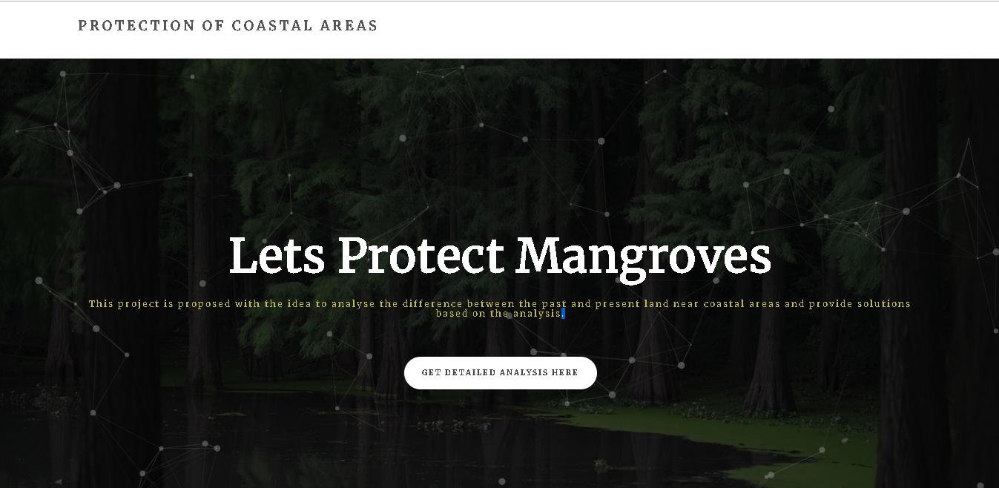 PROTECTION OF COASTAL AREAS
Lets Protect Mangroves
This project is proposed with the idea to analyse the difference between the past and present land near coastal areas and provide solutions
based on the analysis.
GET DETAILED ANALYSIS HERE